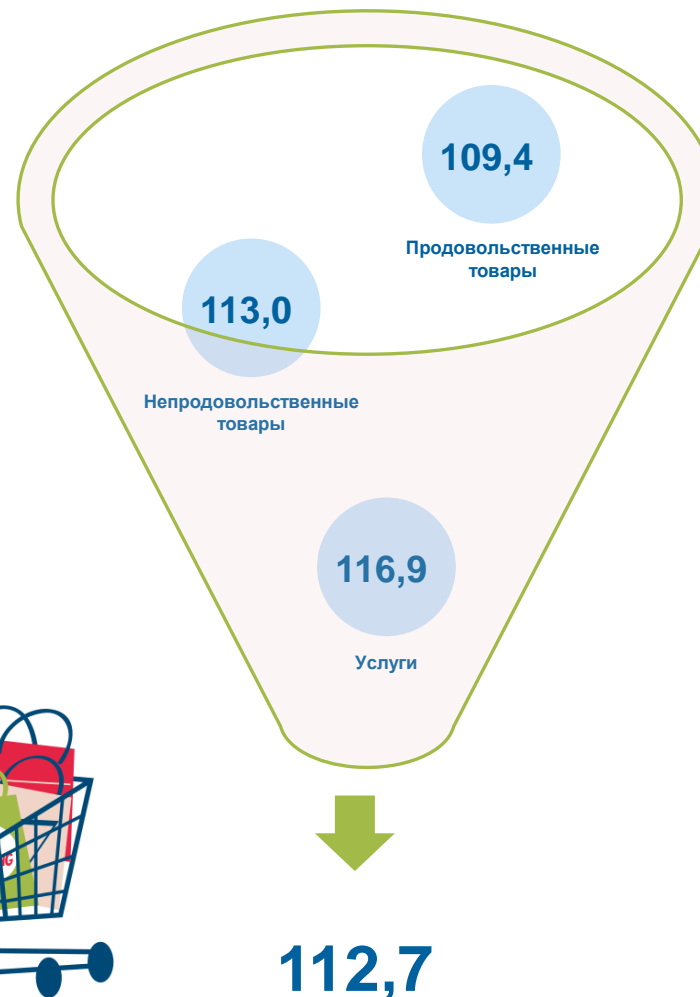 109,4
Продовольственные
товары
113,0
Непродовольственные
товары
116,9
Услуги
112,7